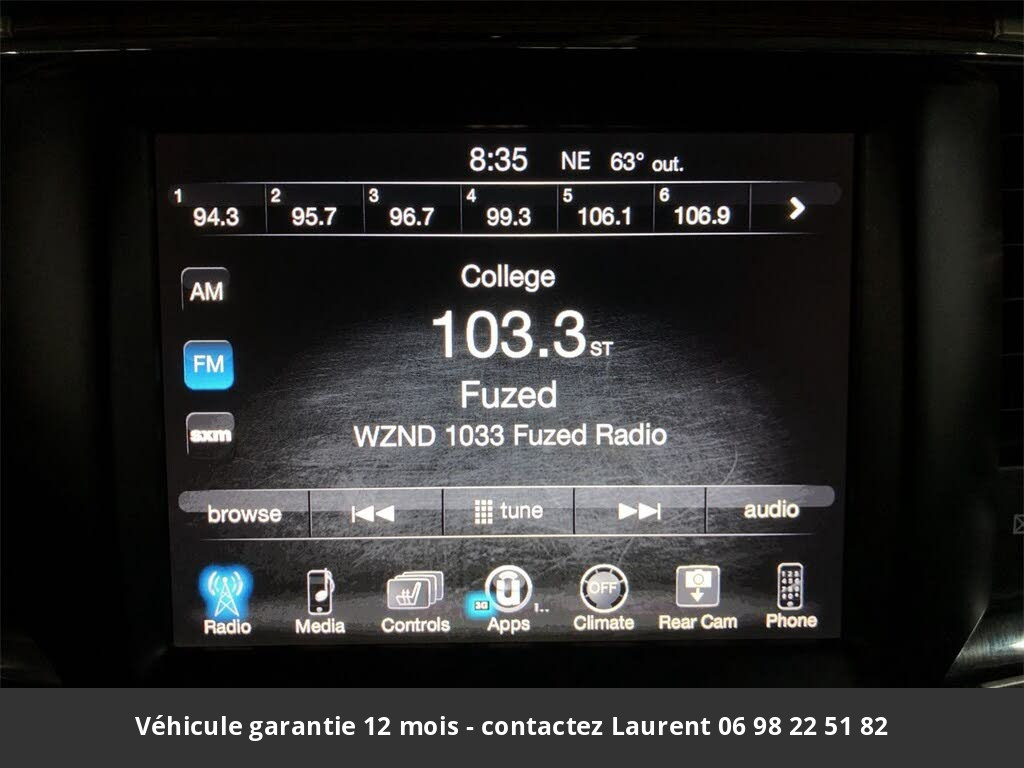 8:35 NE 63° out.
1 2 3 4 5 6
94.3 95.7 96.7 99.3 106.1 106.9
College
AM
103.3 ST
FM
Fuzed
sxm
WZND 1033 Fuzed Radio
browse tune audio
OFF
3G 1..
Radio Media Controls Apps Climate Rear Cam Phone
Véhicule garantie 12 mois - contactez Laurent 06 98 22 51 82